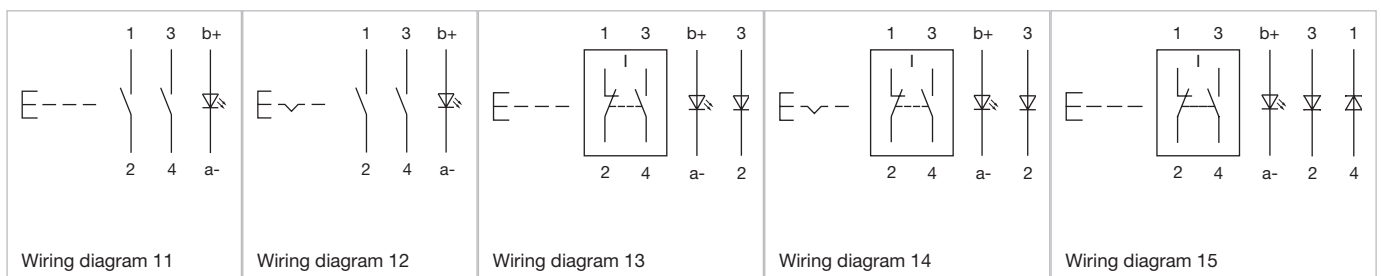 1 3 b+
2 4 a-
Wiring diagram 11
1 3 b+
2 4 a-
Wiring diagram 12
1 3 b+ 3
I
2 4 a- 2
Wiring diagram 13
1 3 b+ 3
I
2 4 a- 2
Wiring diagram 14
1 3 b+ 3 1
I
2 4 a- 2 4
Wiring diagram 15